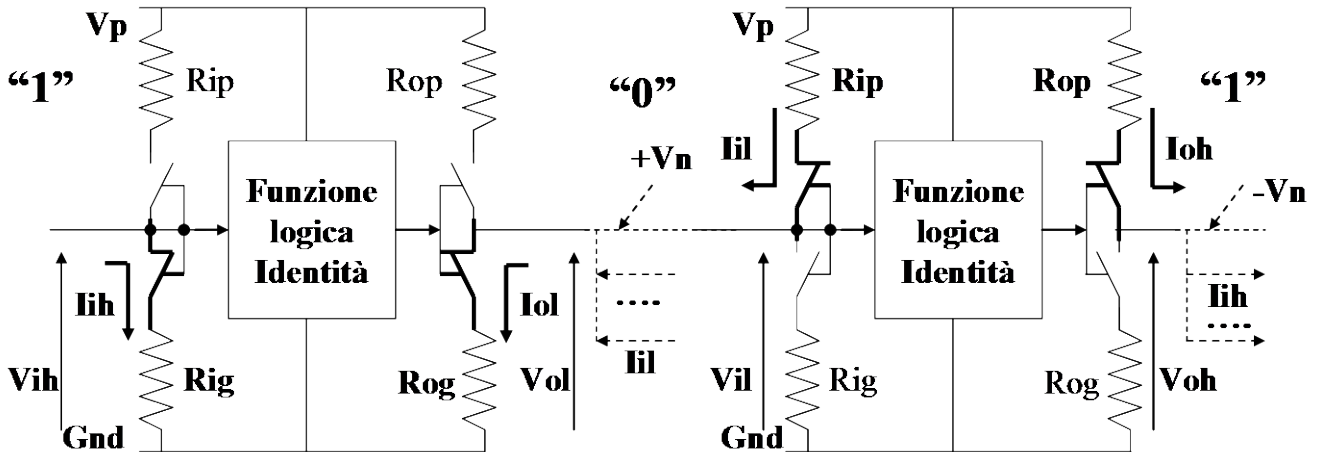 Vp
Vp
“1”
Rip
Rop
“0”
Rip
Rop
“1”
+Vn
Iil
Ioh
Funzione
logica
Identità
Funzione
logica
Identità
–Vn
Iih
Iol
....
Iih
....
Vih
Rig
Rog
Vol
Iil
Vil
Rig
Rog
Voh
Gnd
Gnd